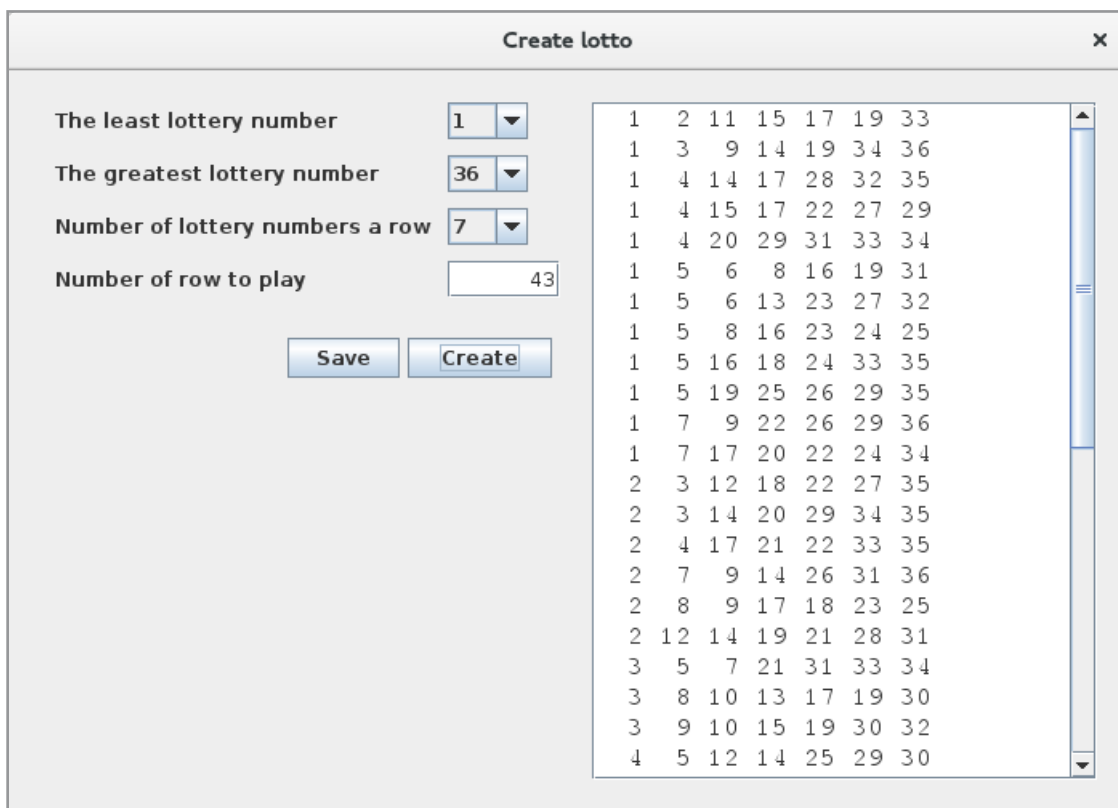 Create lotto
The least lottery number 1
The greatest lottery number 36
Number of lottery numbers a row 7
Number of row to play 43
Save Create
1 2 11 15 17 19 33
1 3 9 14 19 34 36
1 4 14 17 28 32 35
1 4 15 17 22 27 29
1 4 20 29 31 33 34
1 5 6 8 16 19 31
1 5 6 13 23 27 32
1 5 8 16 23 24 25
1 5 16 18 24 33 35
1 5 19 25 26 29 35
1 7 9 22 26 29 36
1 7 17 20 22 24 34
2 3 12 18 22 27 35
2 3 14 20 29 34 35
2 4 17 21 22 33 35
2 7 9 14 26 31 36
2 8 9 17 18 23 25
2 12 14 19 21 28 31
3 5 7 21 31 33 34
3 8 10 13 17 19 30
3 9 10 15 19 30 32
4 5 12 14 25 29 30